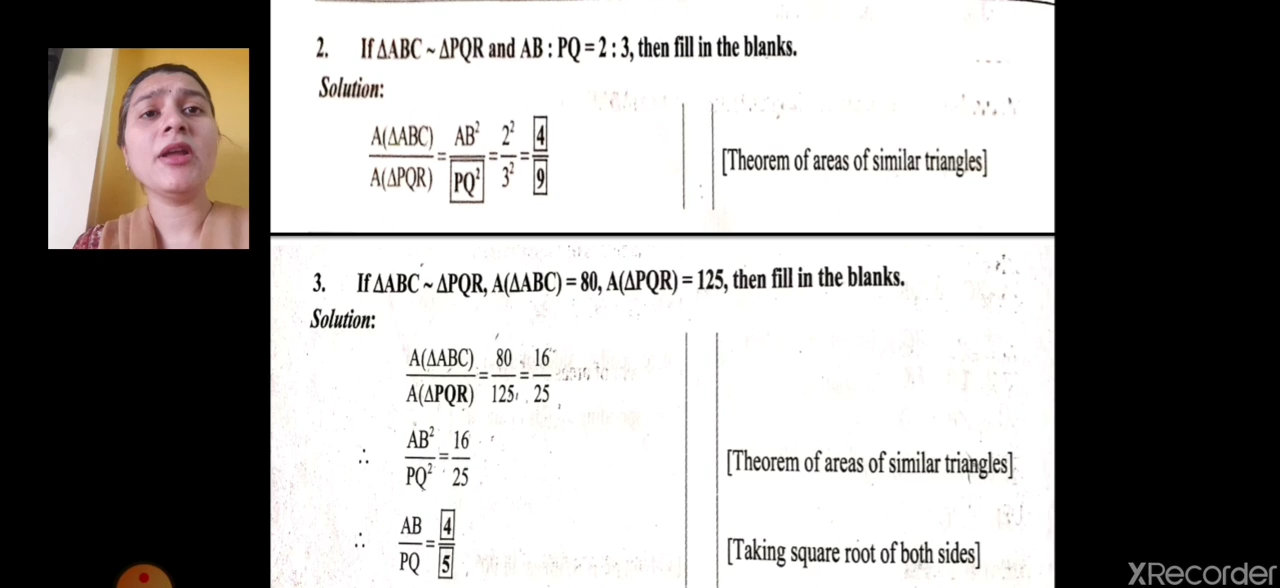 2. If ΔABC ~ ΔPQR and AB : PQ = 2 : 3, then fill in the blanks.
Solution:
A(ΔABC)/A(ΔPQR) = AB²/PQ² = 2²/3² = 4/9 [Theorem of areas of similar triangles]
3. If ΔABC ~ ΔPQR, A(ΔABC) = 80, A(ΔPQR) = 125, then fill in the blanks.
Solution:
A(ΔABC)/A(ΔPQR) = 80/125 = 16/25
∴ AB²/PQ² = 16/25 [Theorem of areas of similar triangles]
∴ AB/PQ = 4/5 [Taking square root of both sides]
XRecorder